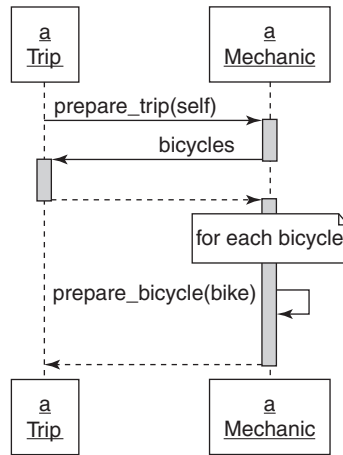 a
Trip
a
Mechanic
prepare_trip(self)
bicycles
for each bicycle
prepare_bicycle(bike)
a
Trip
a
Mechanic